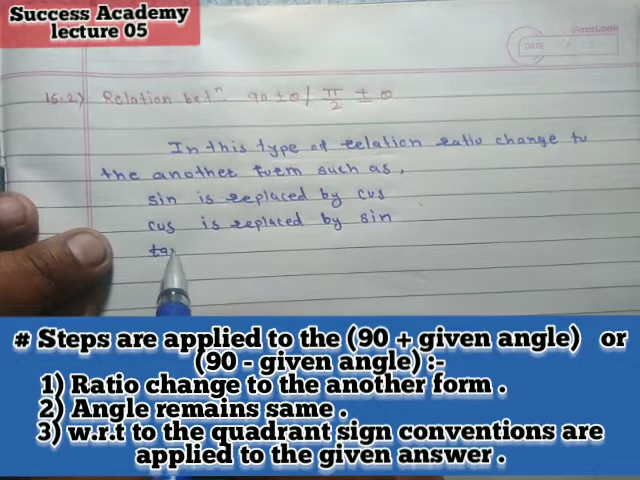 Success Academy
lecture 05
DATE
15.2) Relation betⁿ. 90 ± θ / π/2 ± θ
In this type of relation ratio change to
the another form such as,
sin is replaced by cos
cos is replaced by sin
tan
# Steps are applied to the (90 + given angle) or
(90 - given angle) :-
1) Ratio change to the another form .
2) Angle remains same .
3) w.r.t to the quadrant sign conventions are
applied to the given answer .